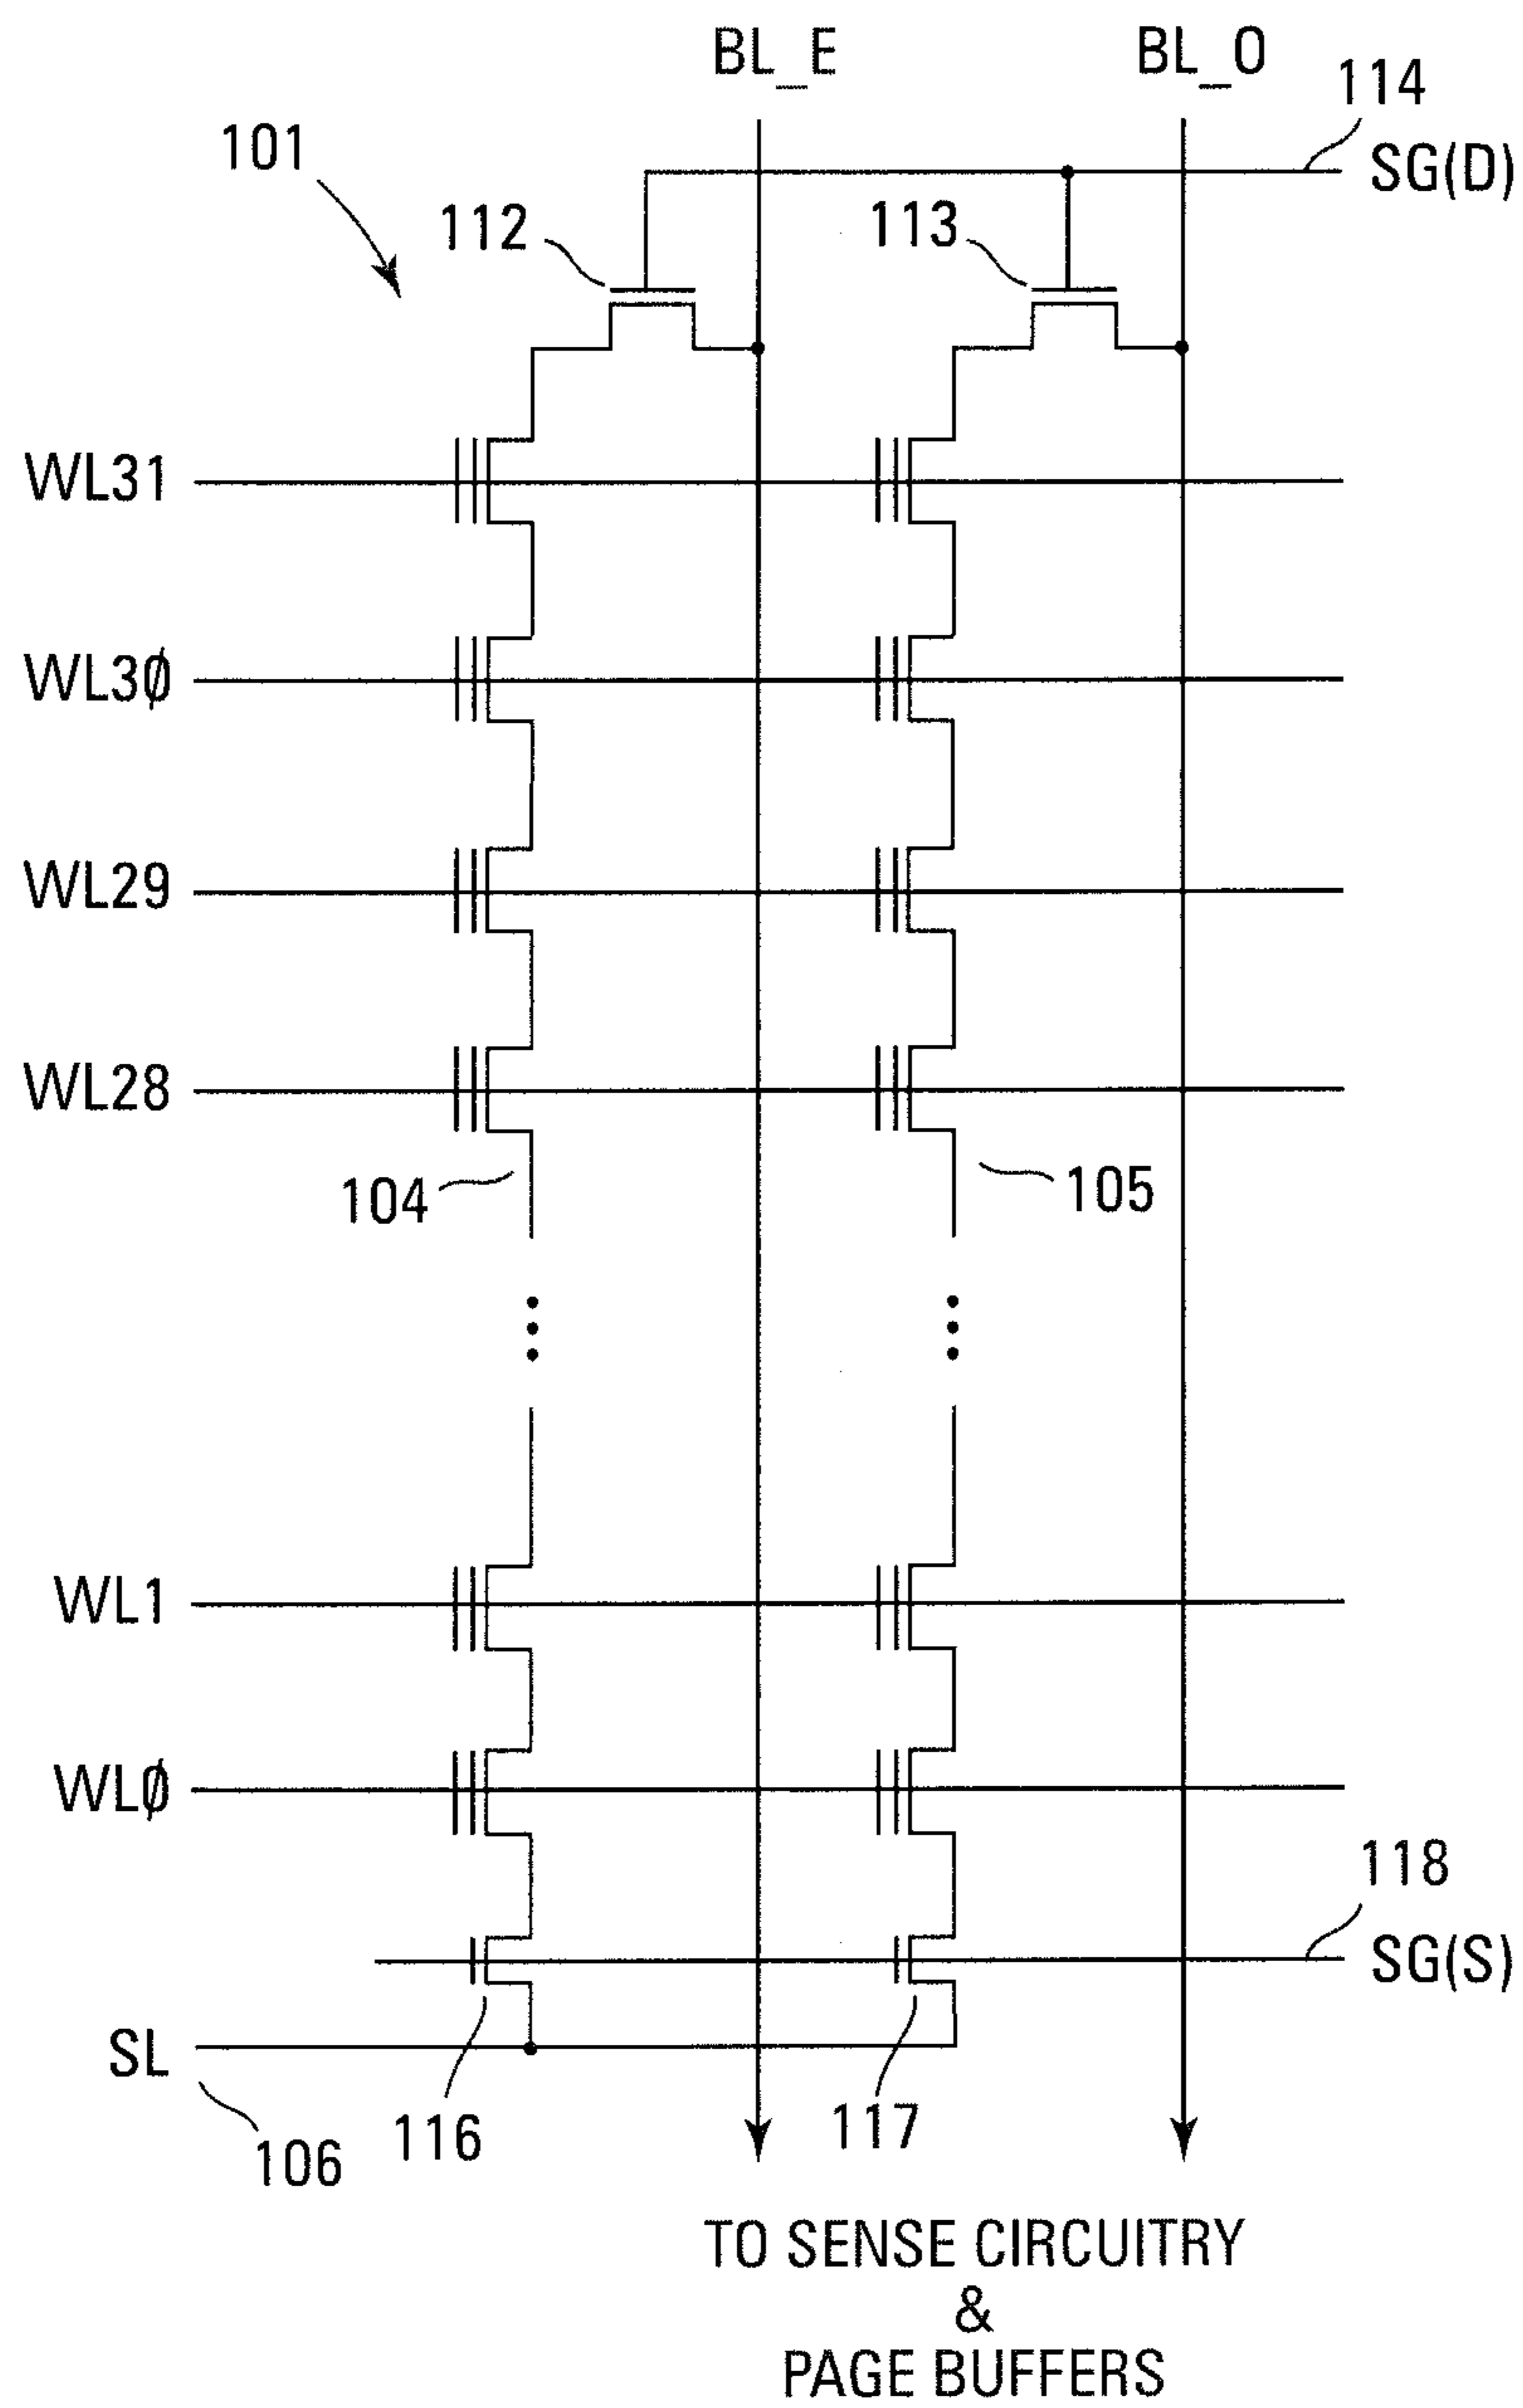 BL_E
BL_O
114
SG(D)
101
112
113
WL31
WL3Ø
WL29
WL28
104
105
WL1
WLØ
118
SG(S)
SL
116
117
106
TO SENSE CIRCUITRY
&
PAGE BUFFERS